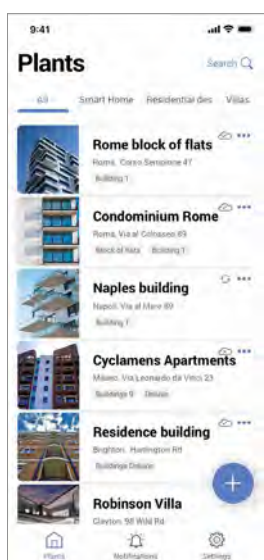 9:41
Plants
Search
69
Smart Home
Residential des
Villas
Rome block of flats
Roma, Corso Sempione 47
Building 1
Condominium Rome
Roma, Via al Colosseo 89
Block of flats
Building 1
Naples building
Napoli, Via al Mare 89
Building 1
Cyclamens Apartments
Milano, Via Leonardo da Vinci 23
Buildings 9
Deluxe
Residence building
Brighton, Huntington Rd
Buildings Deluxe
Robinson Villa
Clayton, 98 Wild Rd
Plants
Notifications
Settings